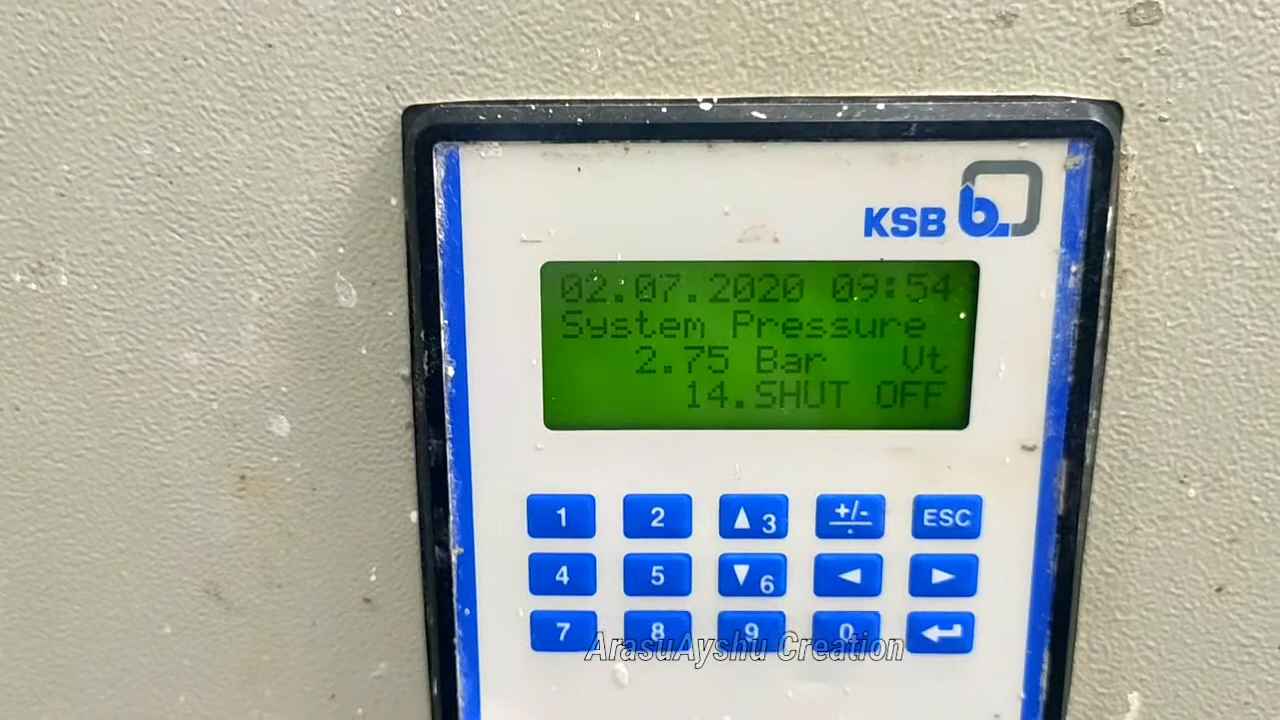 KSB b
02.07.2020 09:54
System Pressure
2.75 Bar Vt
14.SHUT OFF
1 2 ▲3 +/- . ESC
4 5 ▼6 ◄ ►
7 8 9 0 ↵
ArasuAyshu Creation